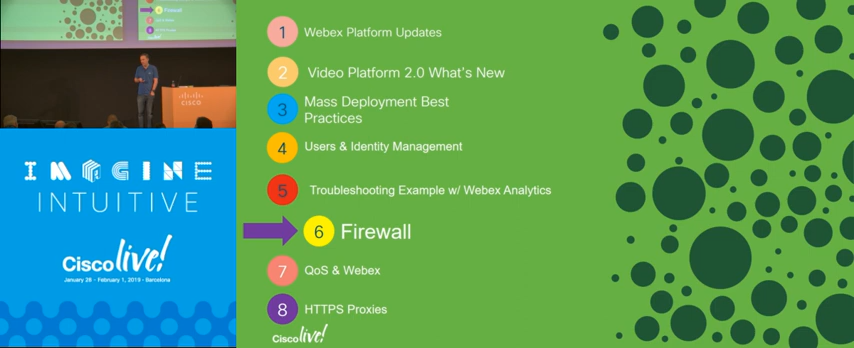 Firewall
CISCO
IMAGINE
INTUITIVE
Cisco live!
January 28 - February 1, 2019 · Barcelona
1 Webex Platform Updates
2 Video Platform 2.0 What's New
3 Mass Deployment Best
Practices
4 Users & Identity Management
5 Troubleshooting Example w/ Webex Analytics
6 Firewall
7 QoS & Webex
8 HTTPS Proxies
Cisco live!